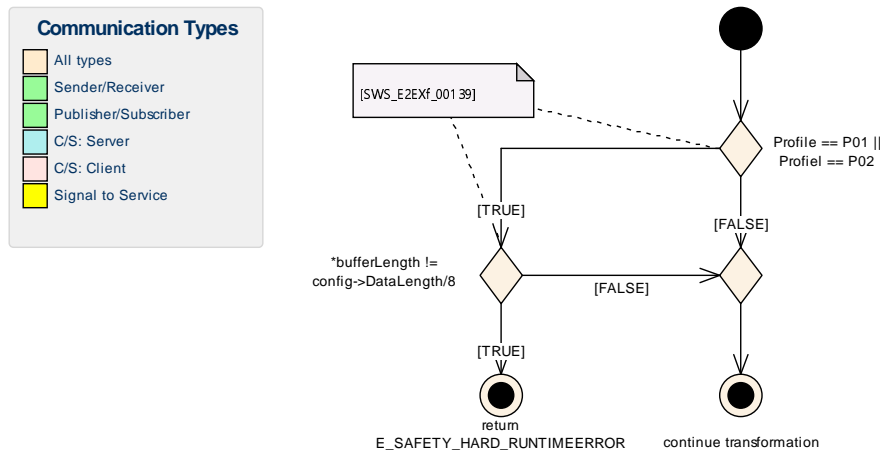 Communication Types
All types
Sender/Receiver
Publisher/Subscriber
C/S: Server
C/S: Client
Signal to Service
[SWS_E2EXf_00139]
Profile == P01 ||
Profiel == P02
[TRUE]
[FALSE]
*bufferLength !=
config->DataLength/8
[FALSE]
[TRUE]
return
E_SAFETY_HARD_RUNTIMEERROR
continue transformation